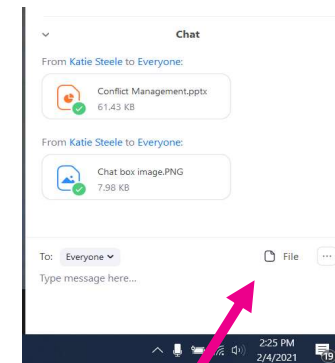 Chat
From Katie Steele to Everyone:
Conflict Management.pptx
61.43 KB
From Katie Steele to Everyone:
Chat box image.PNG
7.98 KB
To: Everyone File ...
Type message here...
2:25 PM
2/4/2021
19